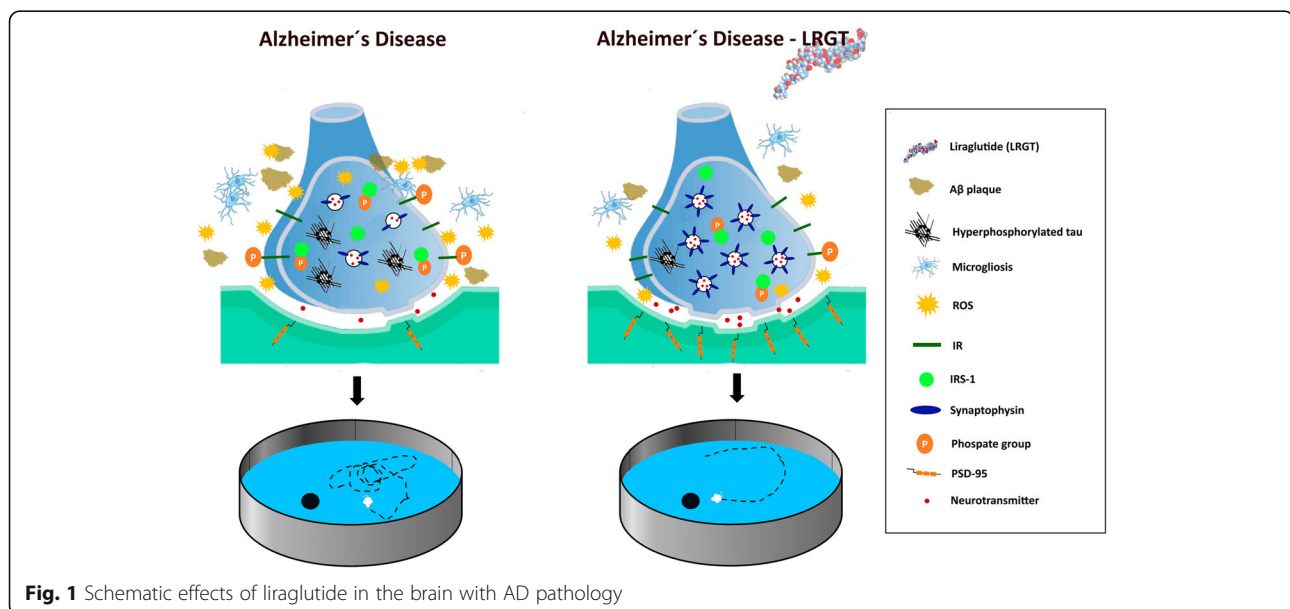 Alzheimer´s Disease
Alzheimer´s Disease - LRGT
P
P
P
P
P
P
P
P
P
Liraglutide (LRGT)
Aβ plaque
Hyperphosphorylated tau
Microgliosis
ROS
IR
IRS-1
Synaptophysin
P Phospate group
PSD-95
Neurotransmitter
Fig. 1 Schematic effects of liraglutide in the brain with AD pathology